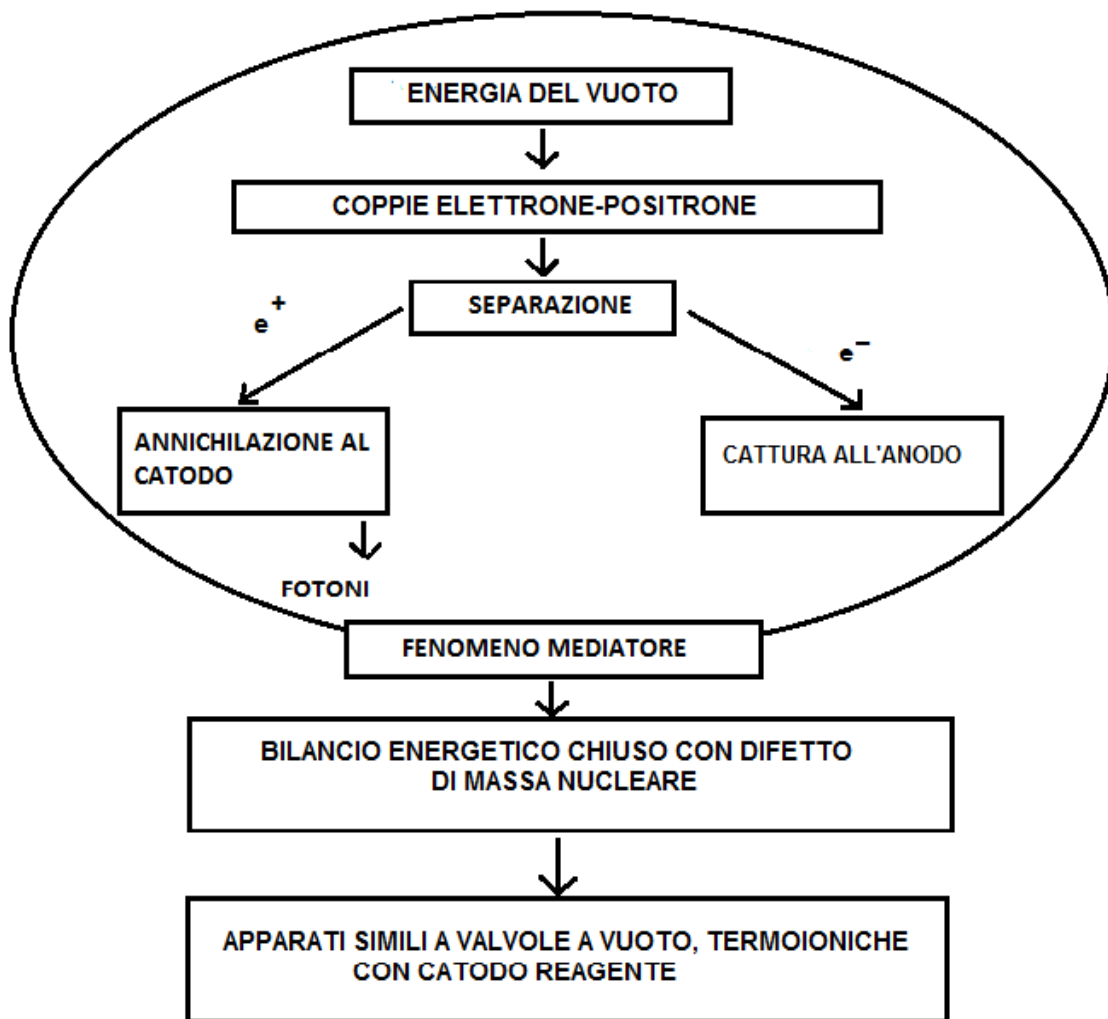 ENERGIA DEL VUOTO
COPPIE ELETTRONE-POSITRONE
SEPARAZIONE
e+
e−
ANNICHILAZIONE AL
CATODO
CATTURA ALL'ANODO
FOTONI
FENOMENO MEDIATORE
BILANCIO ENERGETICO CHIUSO CON DIFETTO
DI MASSA NUCLEARE
APPARATI SIMILI A VALVOLE A VUOTO, TERMOIONICHE
CON CATODO REAGENTE